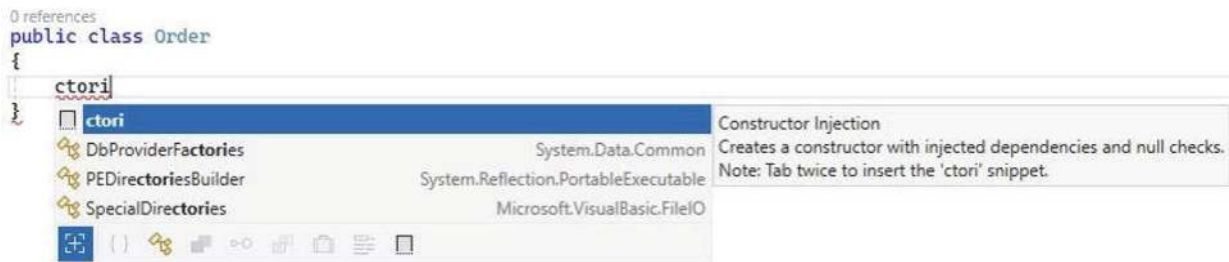 0 references
public class Order
{
ctori
}
ctori
DbProviderFactories System.Data.Common
PEDirectoriesBuilder System.Reflection.PortableExecutable
SpecialDirectories Microsoft.VisualBasic.FileIO
Constructor Injection
Creates a constructor with injected dependencies and null checks.
Note: Tab twice to insert the 'ctori' snippet.